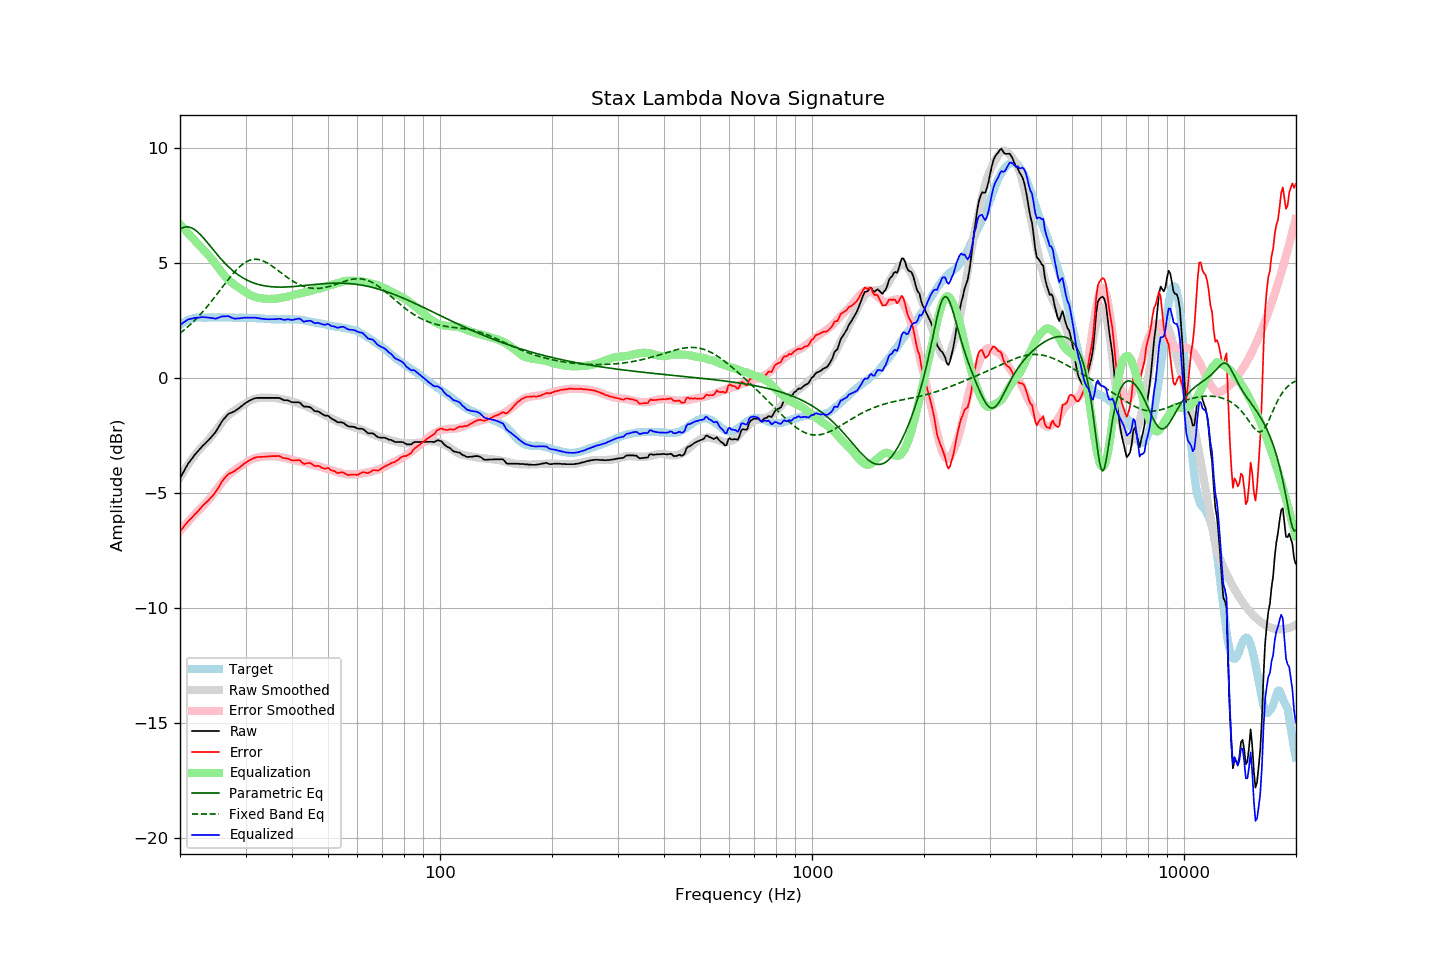 Stax Lambda Nova Signature
10
5
0
−5
−10
−15
−20
Amplitude (dBr)
Target
Raw Smoothed
Error Smoothed
Raw
Error
Equalization
Parametric Eq
Fixed Band Eq
Equalized
100
1000
10000
Frequency (Hz)